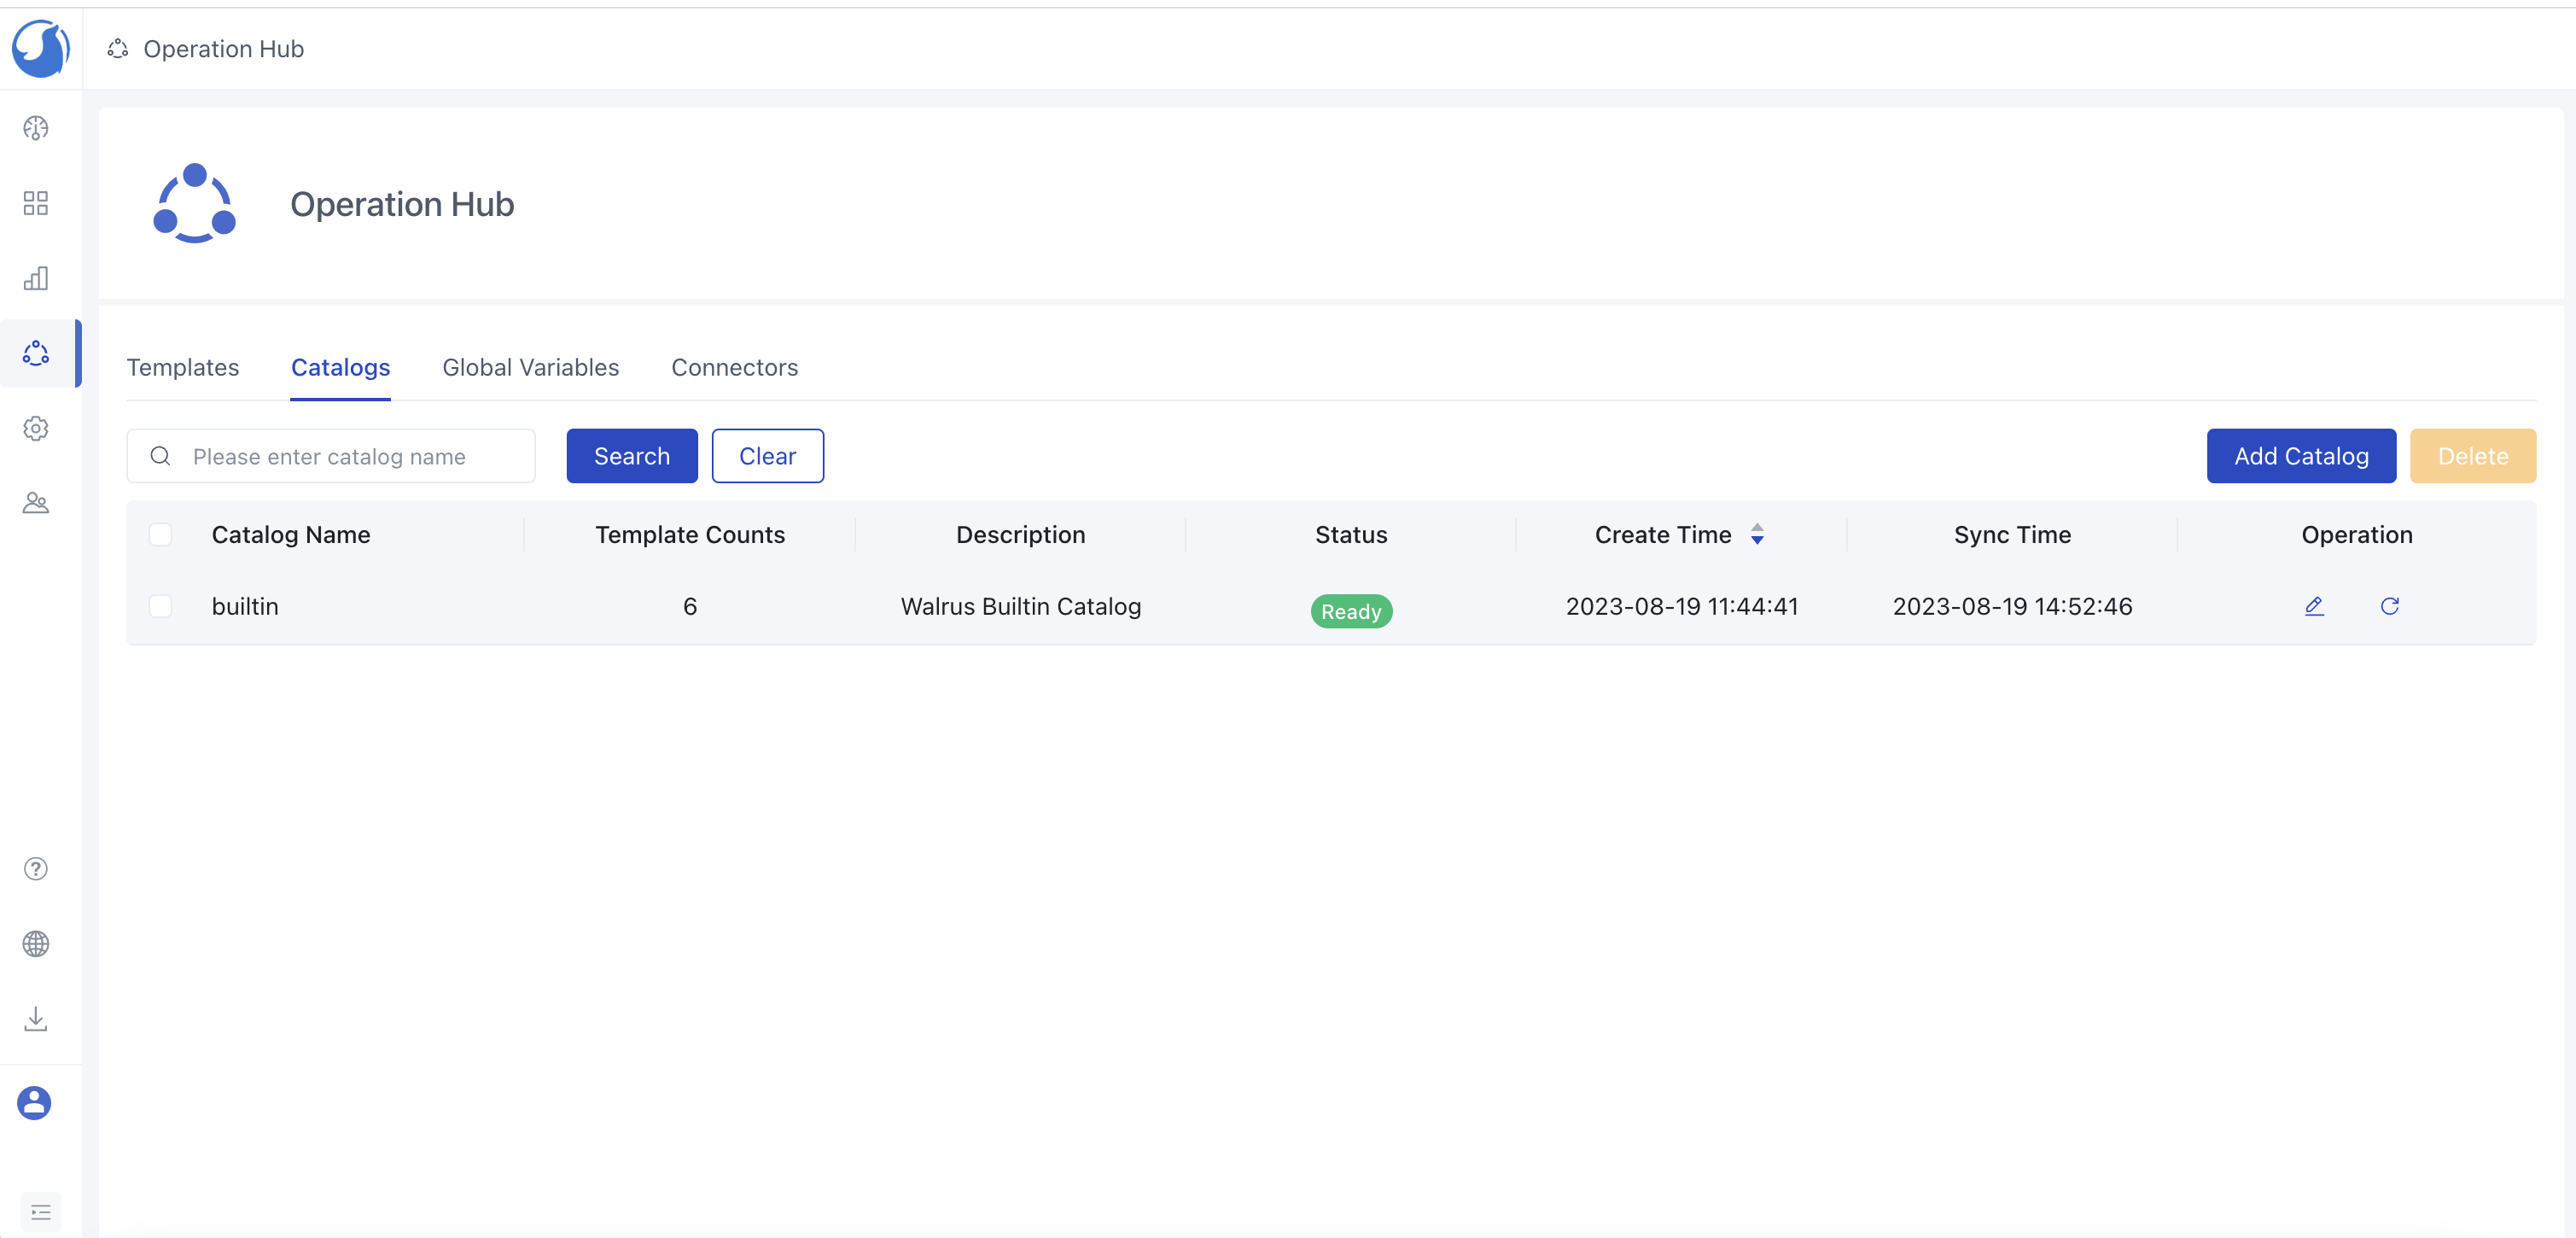 Operation Hub
Operation Hub
Templates Catalogs Global Variables Connectors
Please enter catalog name Search Clear Add Catalog Delete
Catalog Name Template Counts Description Status Create Time Sync Time Operation
builtin 6 Walrus Builtin Catalog Ready 2023-08-19 11:44:41 2023-08-19 14:52:46